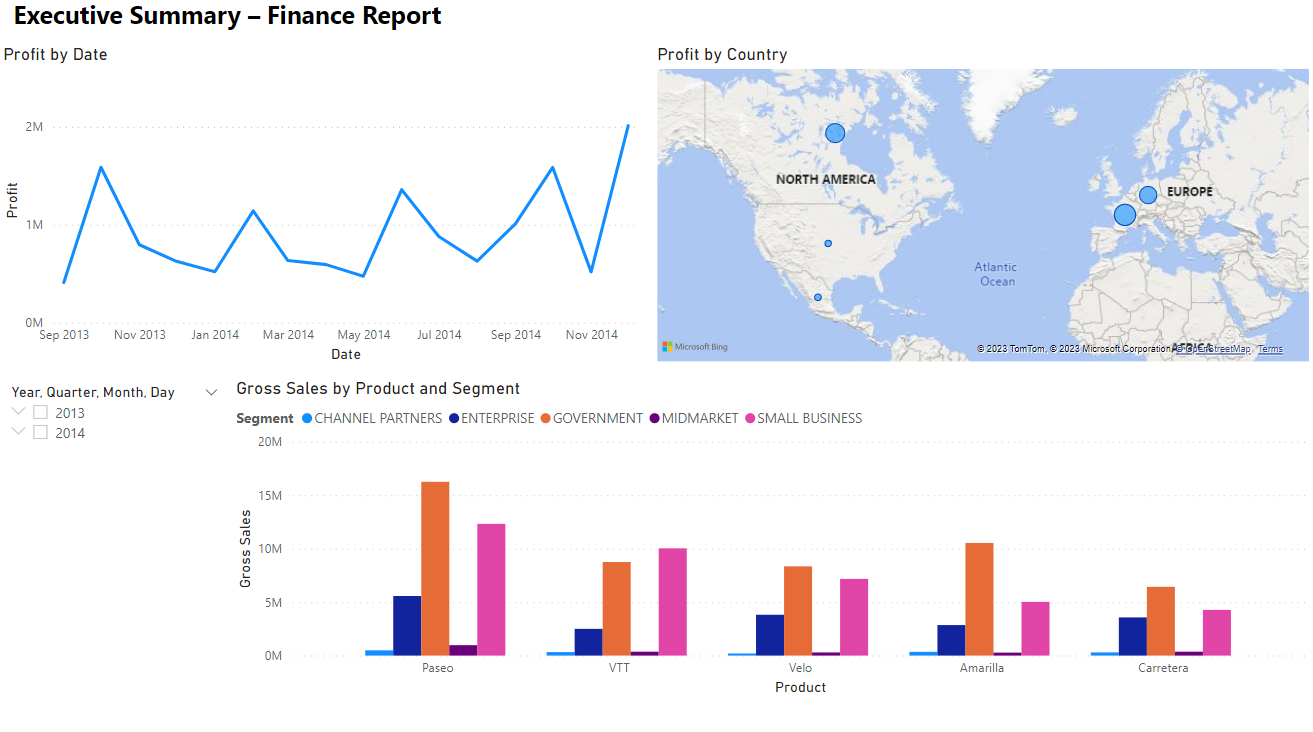 Executive Summary – Finance Report
Profit by Date
2M
1M
0M
Profit
Sep 2013 Nov 2013 Jan 2014 Mar 2014 May 2014 Jul 2014 Sep 2014 Nov 2014
Date
Profit by Country
NORTH AMERICA
EUROPE
Atlantic
Ocean
AFRICA
Microsoft Bing
© 2023 TomTom, © 2023 Microsoft Corporation, © OpenStreetMap Terms
Year, Quarter, Month, Day
2013
2014
Gross Sales by Product and Segment
Segment CHANNEL PARTNERS ENTERPRISE GOVERNMENT MIDMARKET SMALL BUSINESS
20M
15M
10M
5M
0M
Gross Sales
Paseo VTT Velo Amarilla Carretera
Product